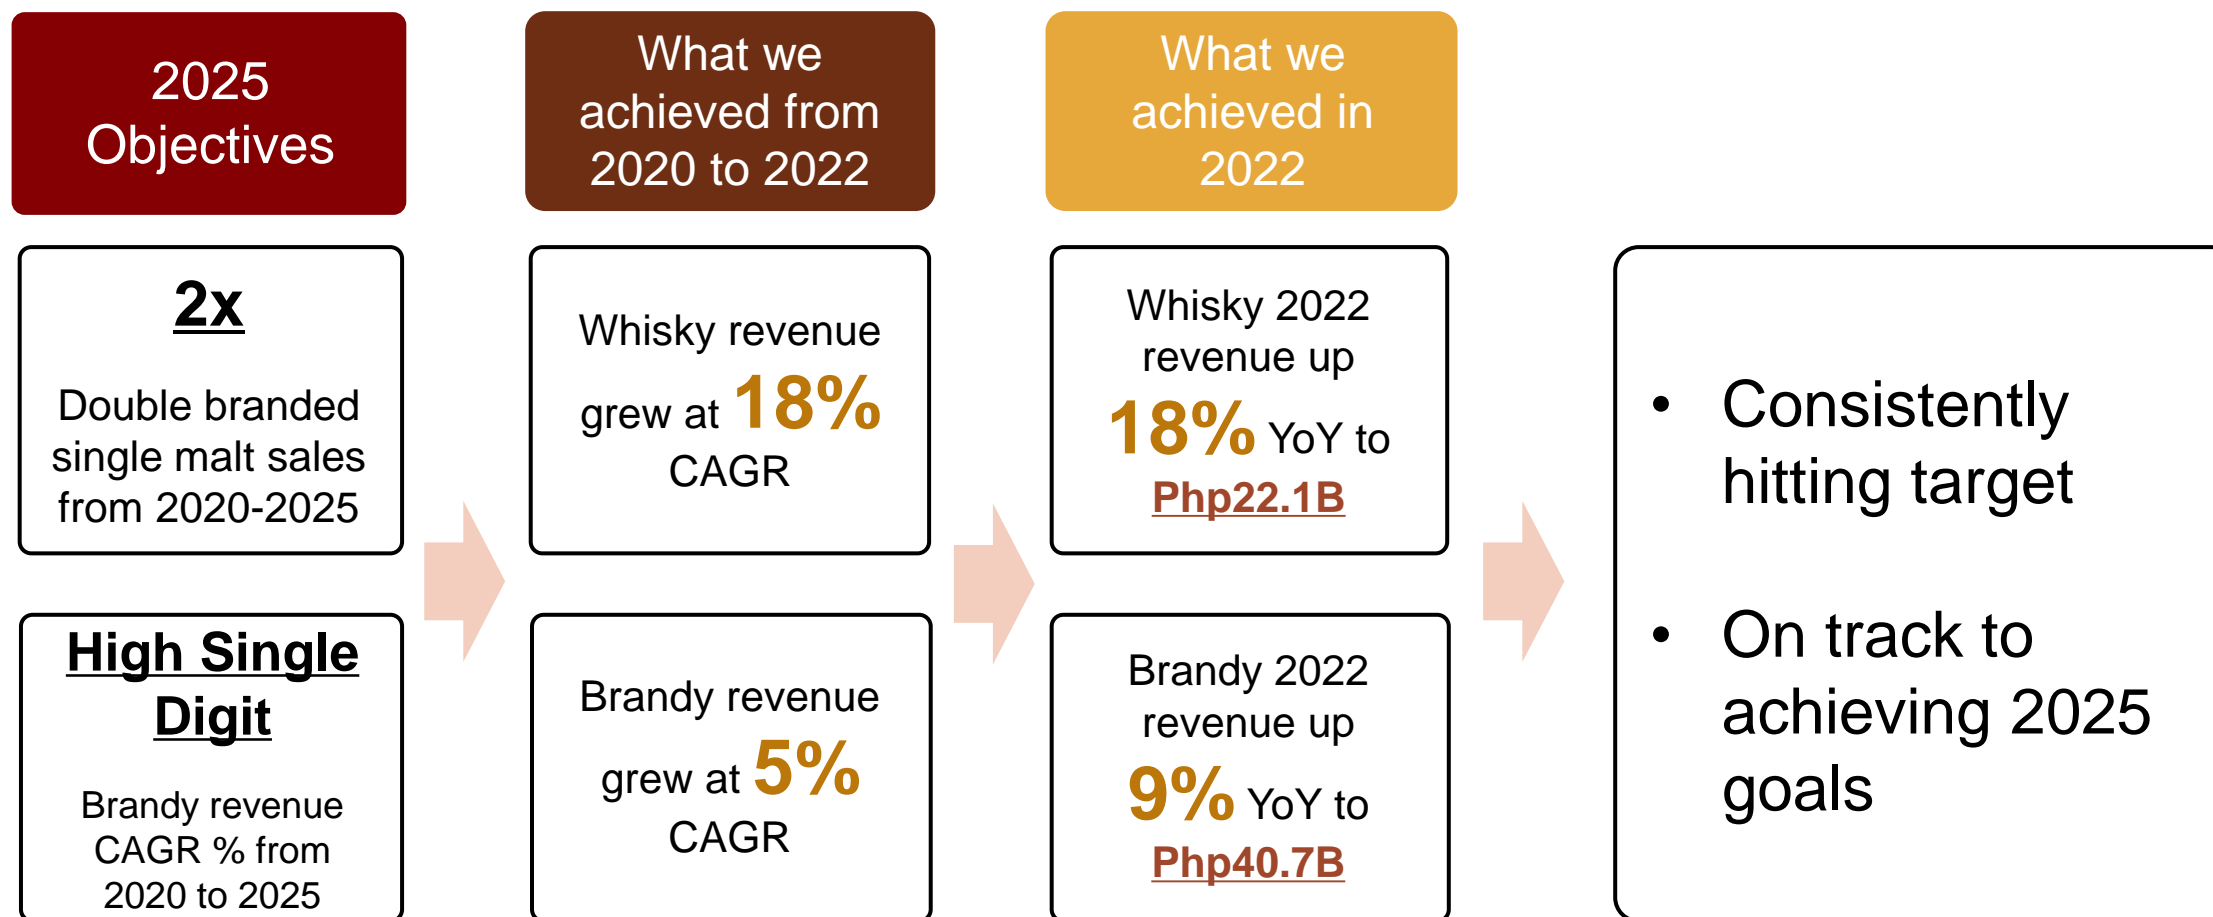 2025
Objectives
What we
achieved from
2020 to 2022
What we
achieved in
2022
2x
Double branded
single malt sales
from 2020-2025
Whisky revenue
grew at 18%
CAGR
Whisky 2022
revenue up
18% YoY to
Php22.1B
High Single
Digit
Brandy revenue
CAGR % from
2020 to 2025
Brandy revenue
grew at 5%
CAGR
Brandy 2022
revenue up
9% YoY to
Php40.7B
• Consistently
hitting target
• On track to
achieving 2025
goals